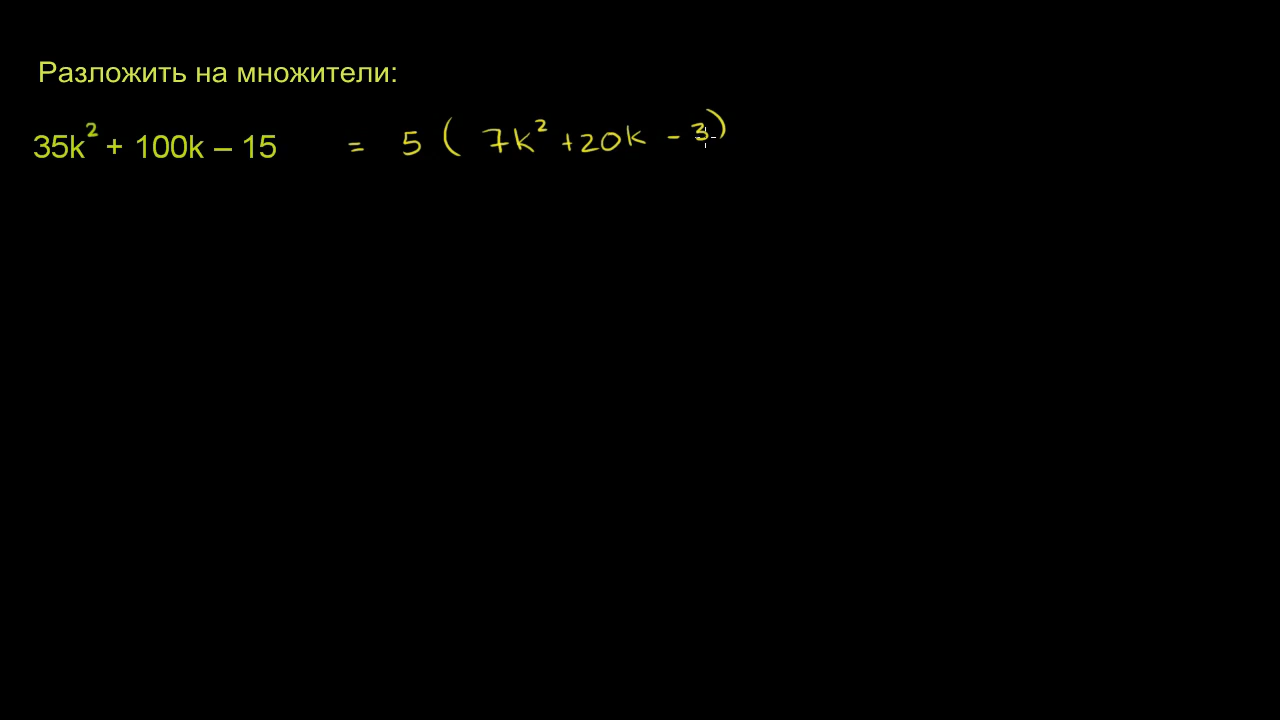 Разложить на множители:
35k² + 100k – 15 = 5 ( 7k² +20k - 3)